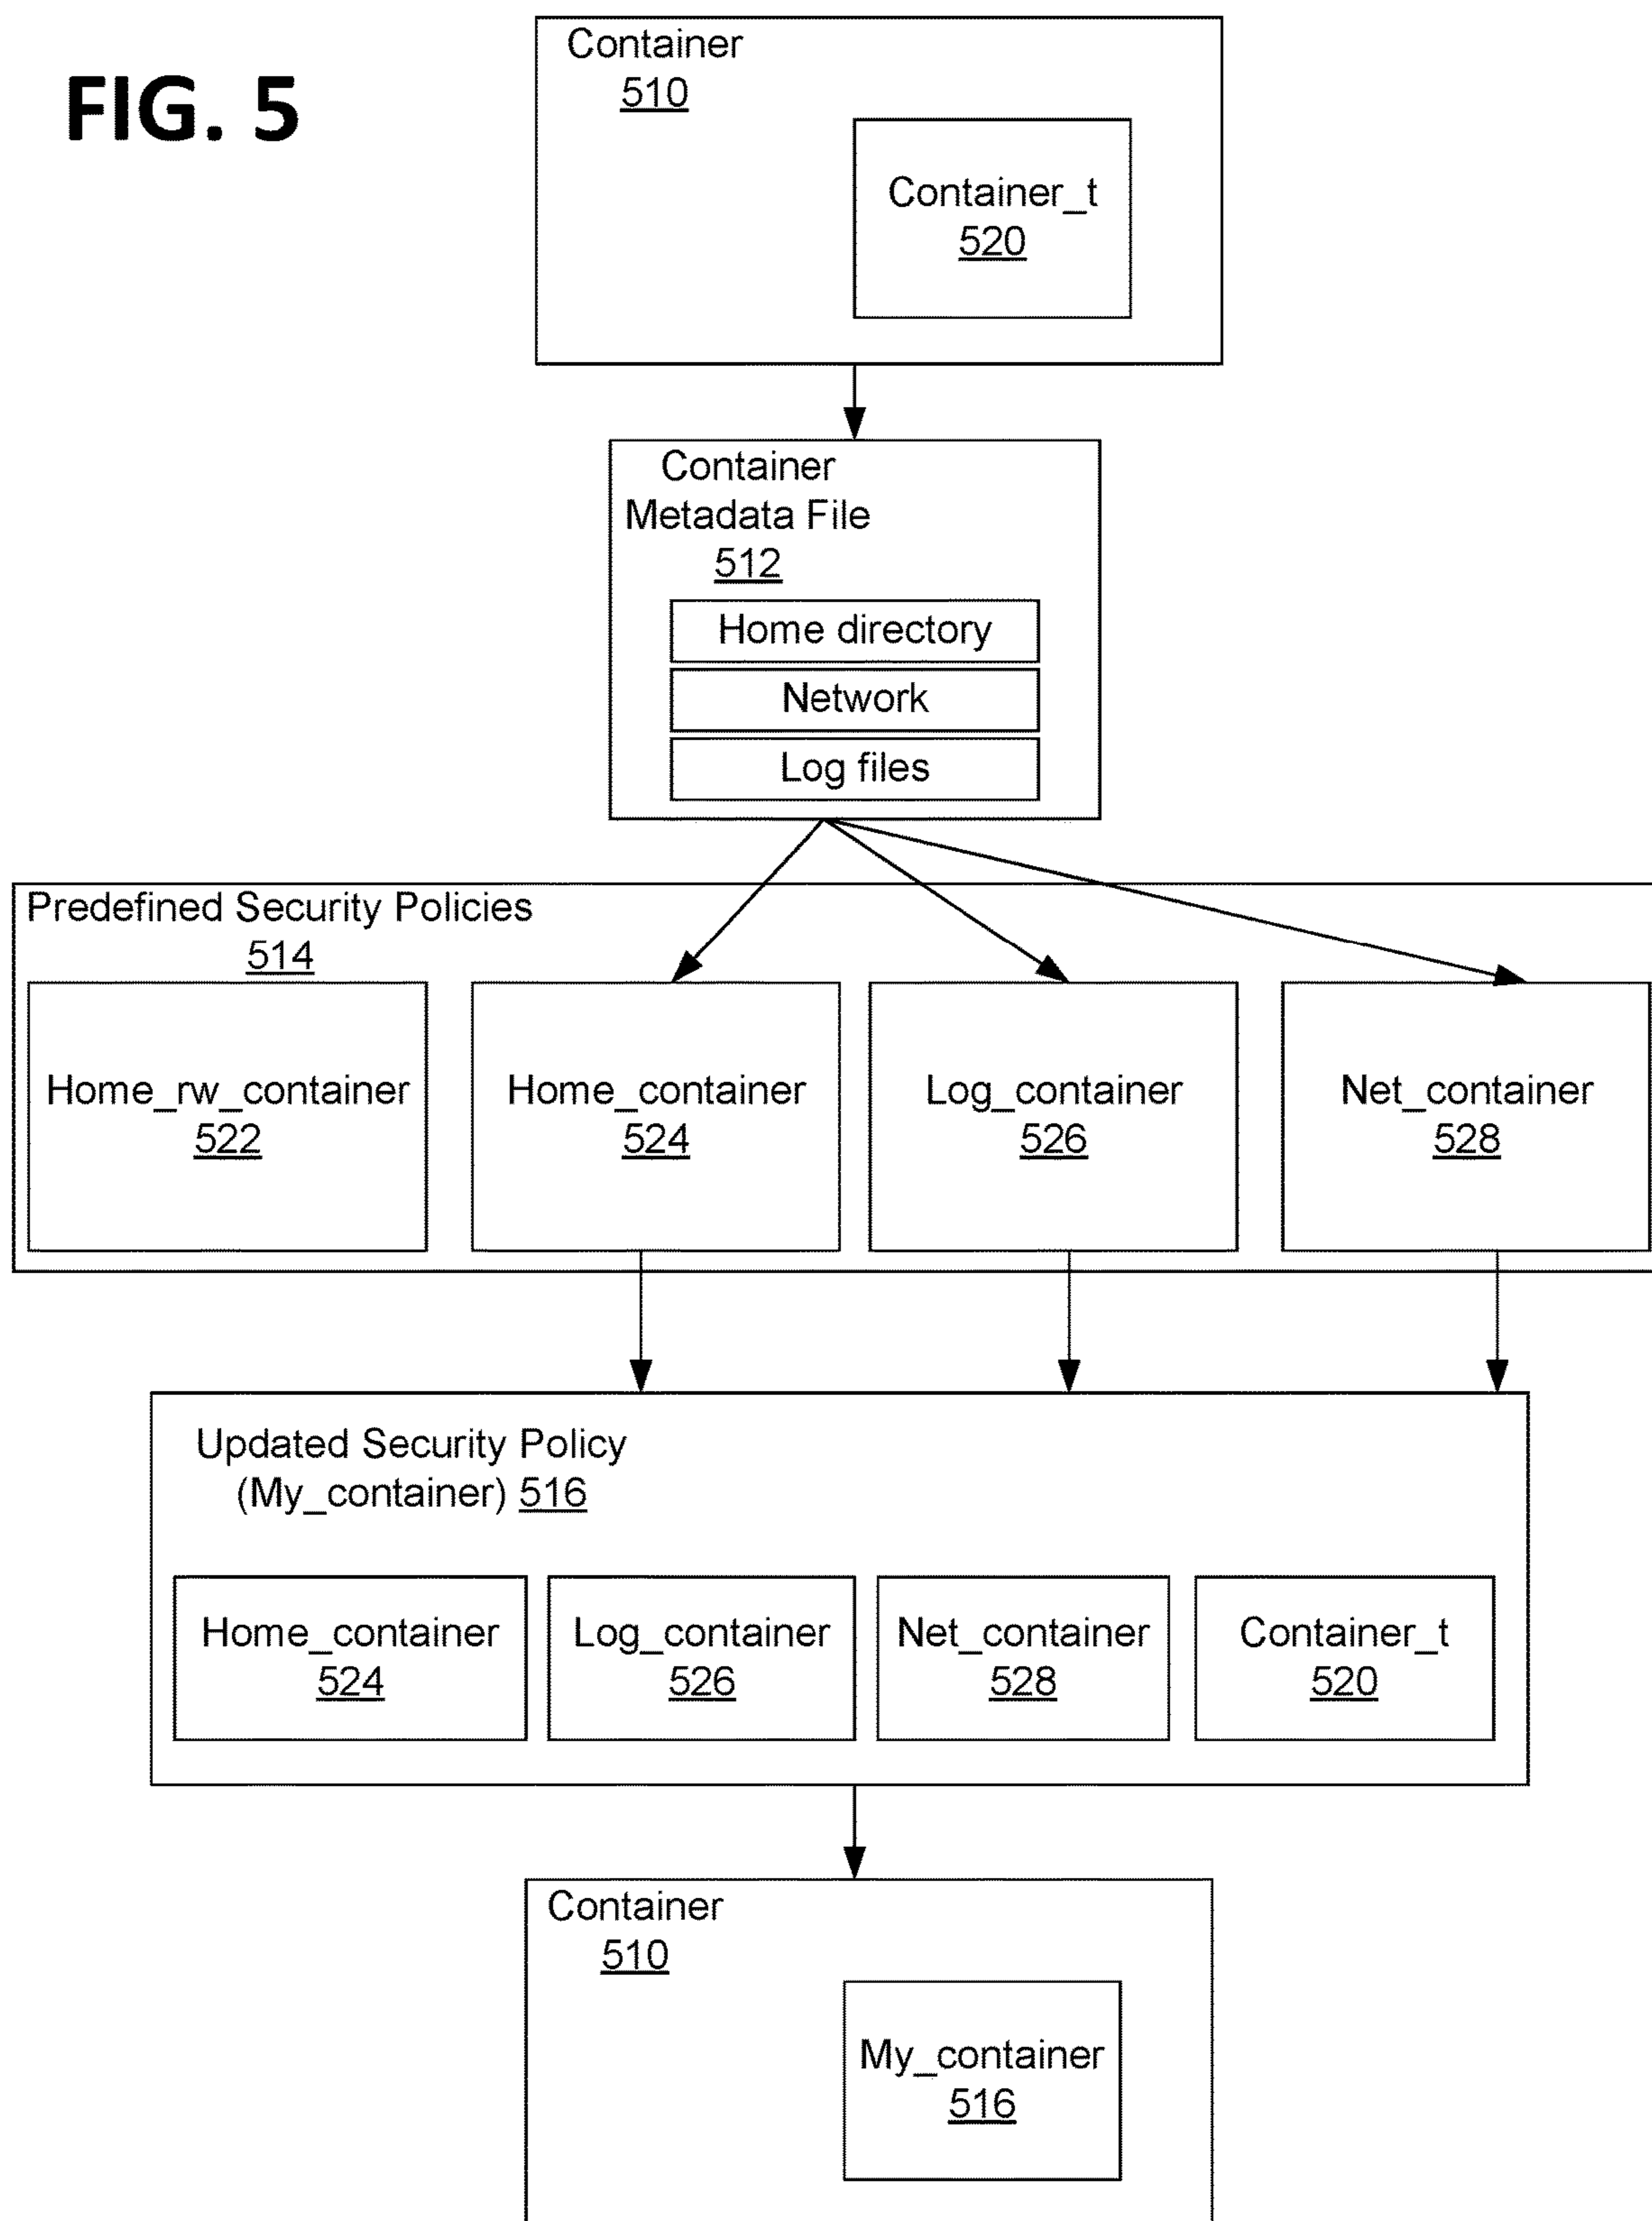 FIG. 5
Container
510
Container_t
520
Container
Metadata File
512
Home directory
Network
Log files
Predefined Security Policies
514
Home_rw_container
522
Home_container
524
Log_container
526
Net_container
528
Updated Security Policy
(My_container) 516
Home_container
524
Log_container
526
Net_container
528
Container_t
520
Container
510
My_container
516